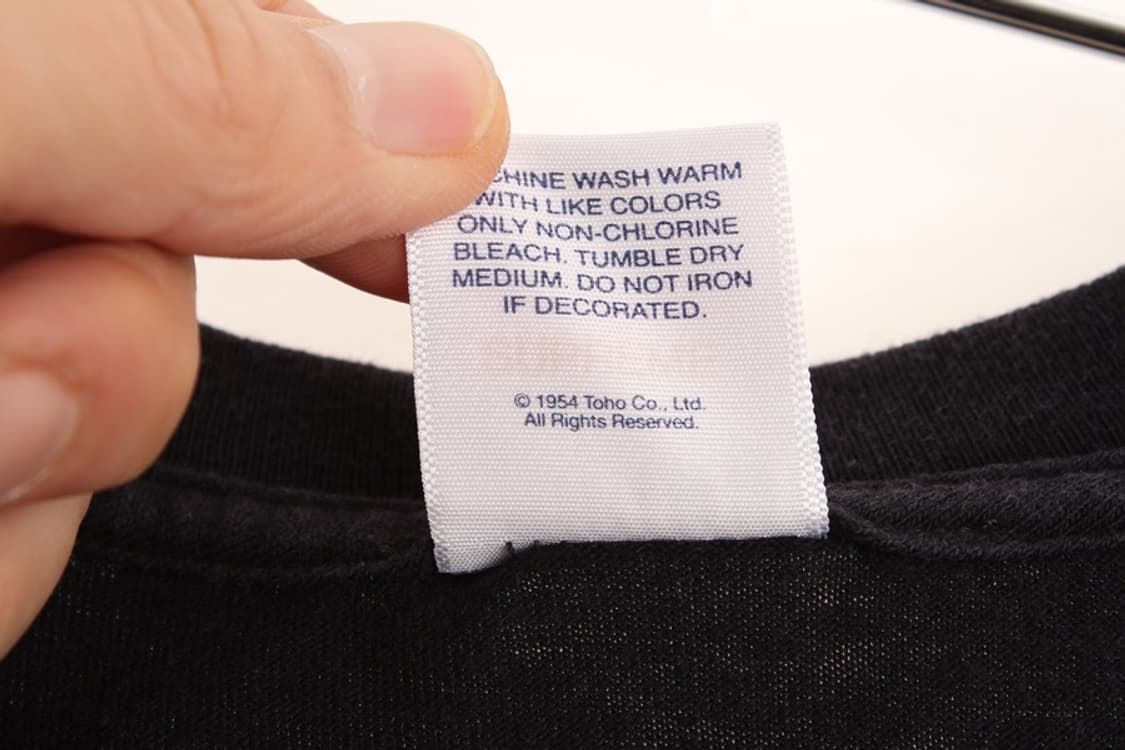 CHINE WASH WARM
WITH LIKE COLORS
ONLY NON-CHLORINE
BLEACH. TUMBLE DRY
MEDIUM. DO NOT IRON
IF DECORATED.
© 1954 Toho Co., Ltd.
All Rights Reserved.